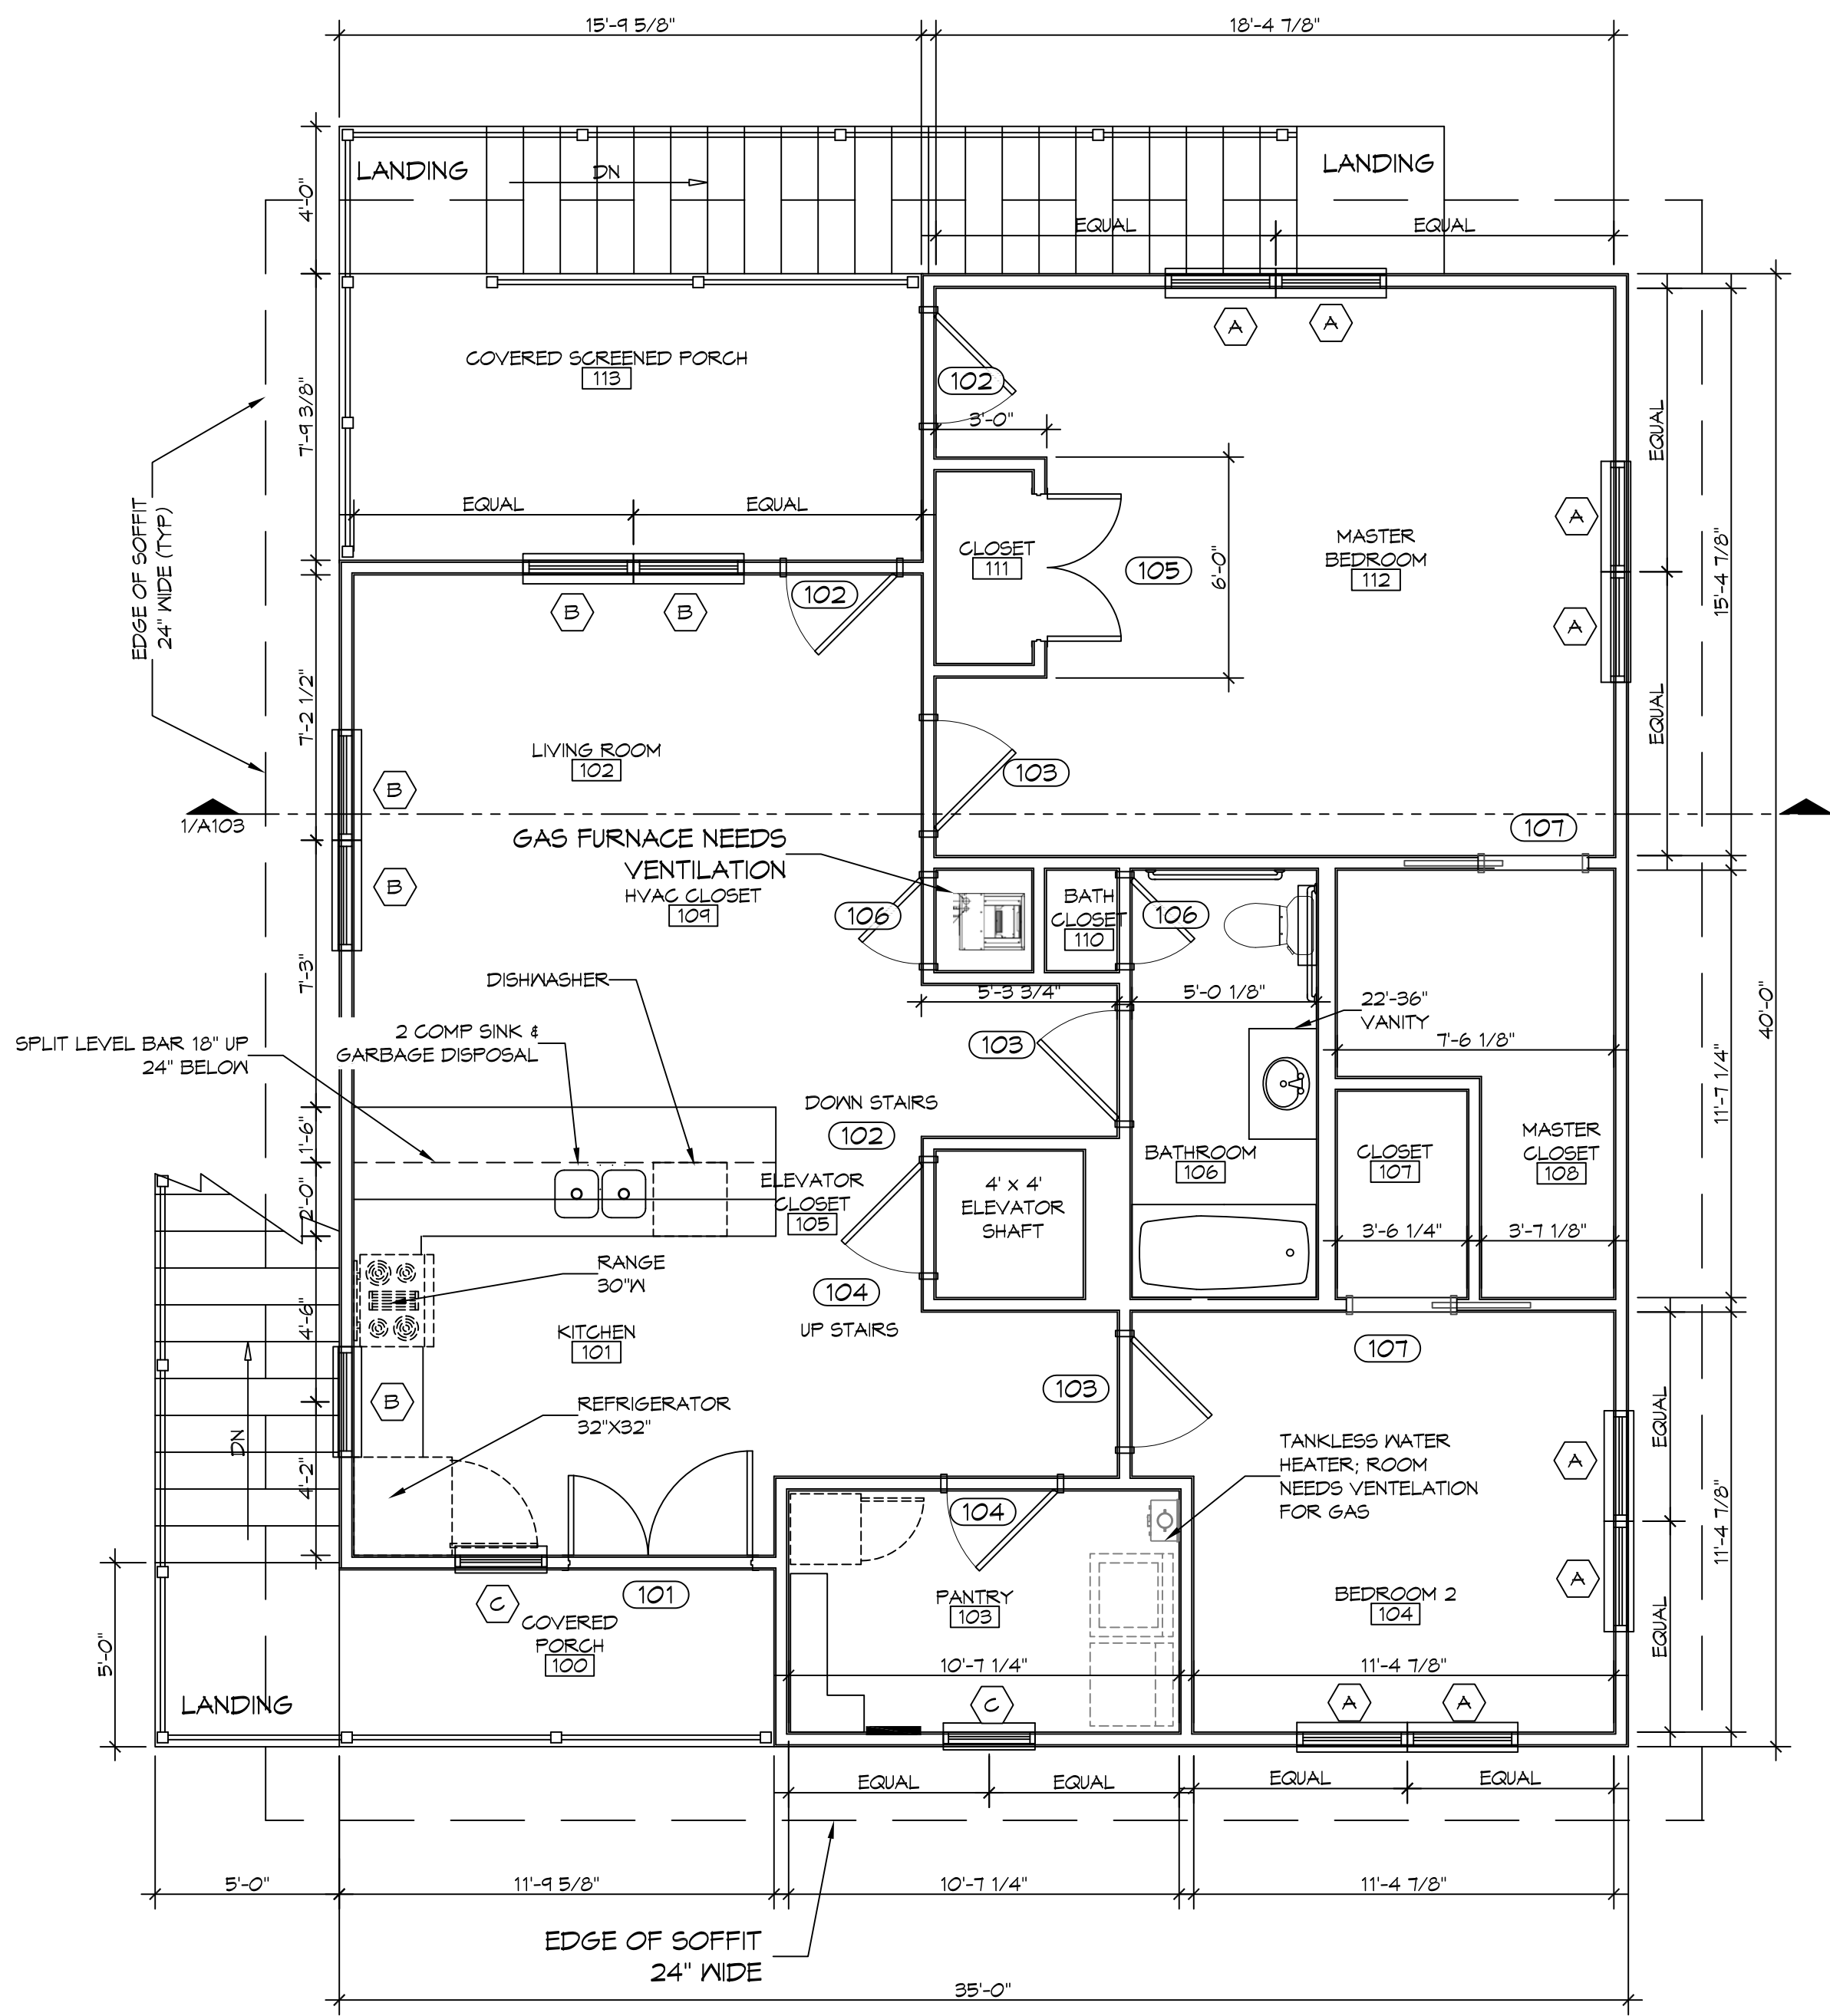 15'-9 5/8"
18'-4 7/8"
LANDING
DN
LANDING
4'-0"
EQUAL
EQUAL
COVERED SCREENED PORCH
113
A
A
102
3'-0"
7'-9 3/8"
EQUAL
EDGE OF SOFFIT
24" WIDE (TYP)
EQUAL
EQUAL
CLOSET
111
105
6'-0"
MASTER
BEDROOM
112
A
A
15'-4 7/8"
B
B
102
7'-2 1/2"
EQUAL
LIVING ROOM
102
103
B
1/A103
107
GAS FURNACE NEEDS
VENTILATION
HVAC CLOSET
109
B
106
BATH
CLOSET
110
106
7'-3"
DISHWASHER
5'-3 3/4"
5'-0 1/8"
22'-36"
VANITY
40'-0"
SPLIT LEVEL BAR 18" UP
24" BELOW
2 COMP SINK &
GARBAGE DISPOSAL
103
7'-6 1/8"
11'-7 1/4"
DOWN STAIRS
102
1'-6"
BATHROOM
106
CLOSET
107
MASTER
CLOSET
108
2'-0"
ELEVATOR
CLOSET
105
4' x 4'
ELEVATOR
SHAFT
3'-6 1/4"
3'-7 1/8"
RANGE
30"W
104
UP STAIRS
4'-6"
KITCHEN
101
107
B
REFRIGERATOR
32"X32"
103
EQUAL
DN
4'-2"
TANKLESS WATER
HEATER; ROOM
NEEDS VENTELATION
FOR GAS
A
104
11'-4 7/8"
C
101
A
COVERED
PORCH
100
PANTRY
103
BEDROOM 2
104
EQUAL
5'-0"
10'-7 1/4"
11'-4 7/8"
LANDING
C
A
A
EQUAL
EQUAL
EQUAL
EQUAL
5'-0"
11'-9 5/8"
10'-7 1/4"
11'-4 7/8"
EDGE OF SOFFIT
24" WIDE
35'-0"